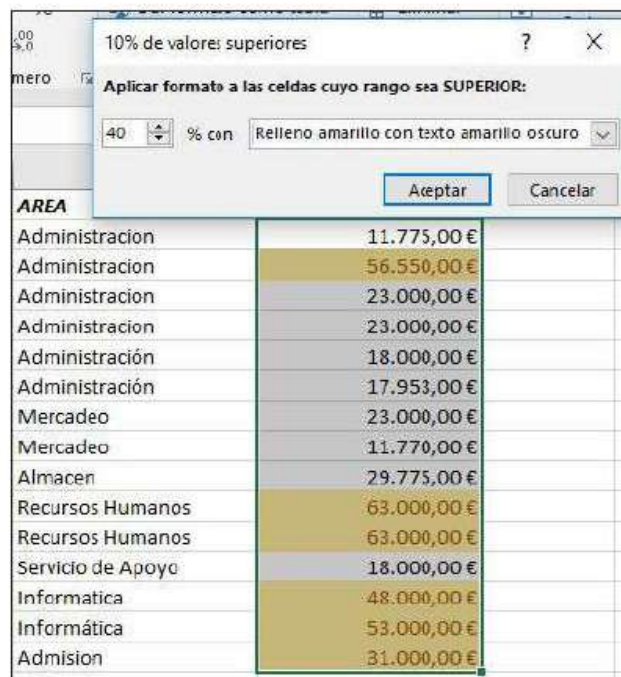 ,00
10% de valores superiores ? X
mero
Aplicar formato a las celdas cuyo rango sea SUPERIOR:
40 % con Relleno amarillo con texto amarillo oscuro
Aceptar Cancelar
AREA
Administracion 11.775,00 €
Administracion 56.550,00 €
Administracion 23.000,00 €
Administracion 23.000,00 €
Administración 18.000,00 €
Administración 17.953,00 €
Mercadeo 23.000,00 €
Mercadeo 11.770,00 €
Almacen 29.775,00 €
Recursos Humanos 63.000,00 €
Recursos Humanos 63.000,00 €
Servicio de Apoyo 18.000,00 €
Informatica 48.000,00 €
Informática 53.000,00 €
Admision 31.000,00 €